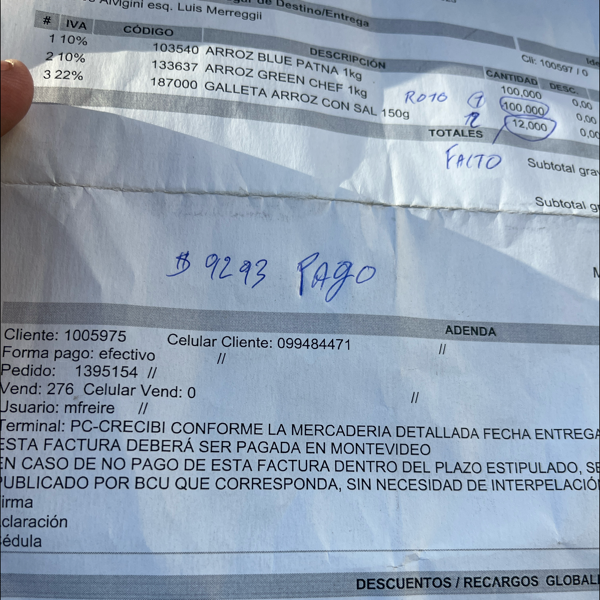 Alvigini esq. Luis Merreggii
de Destino/Entrega
CII: 100597 / 0
# IVA CÓDIGO DESCRIPCIÓN CANTIDAD DESC.
1 10% 103540 ARROZ BLUE PATNA 1kg 100,000 0,00
2 10% 133637 ARROZ GREEN CHEF 1kg 100,000 0,00
3 22% 187000 GALLETA ARROZ CON SAL 150g ROTO 12 12,000 0,00
TOTALES
FALTO Subtotal
Subtotal
$ 9293 PAGO
ADENDA
Cliente: 1005975 Celular Cliente: 099484471 //
Forma pago: efectivo //
Pedido: 1395154 //
Vend: 276 Celular Vend: 0 //
Usuario: mfreire //
Terminal: PC-CRECIBI CONFORME LA MERCADERIA DETALLADA FECHA ENTREGA
ESTA FACTURA DEBERÁ SER PAGADA EN MONTEVIDEO
EN CASO DE NO PAGO DE ESTA FACTURA DENTRO DEL PLAZO ESTIPULADO, SE
PUBLICADO POR BCU QUE CORRESPONDA, SIN NECESIDAD DE INTERPELACIÓN
irma
claración
édula
DESCUENTOS / RECARGOS GLOBAL